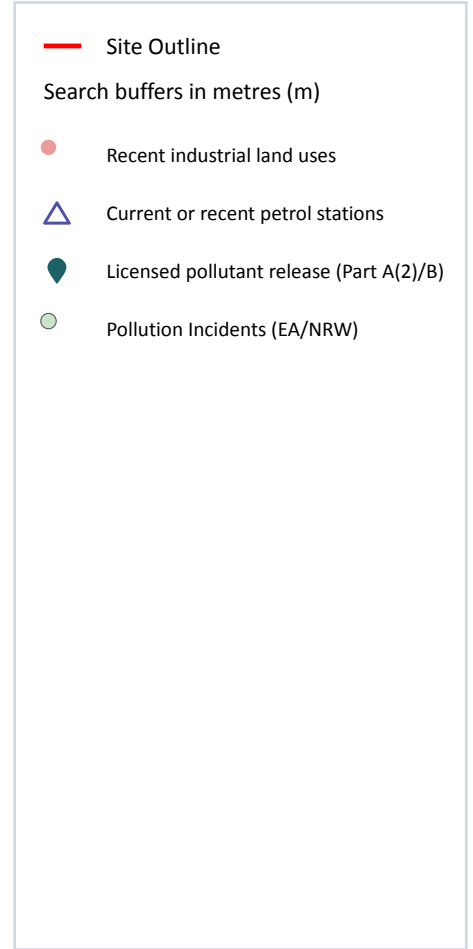 Site Outline
Search buffers in metres (m)
Recent industrial land uses
Current or recent petrol stations
Licensed pollutant release (Part A(2)/B)
Pollution Incidents (EA/NRW)